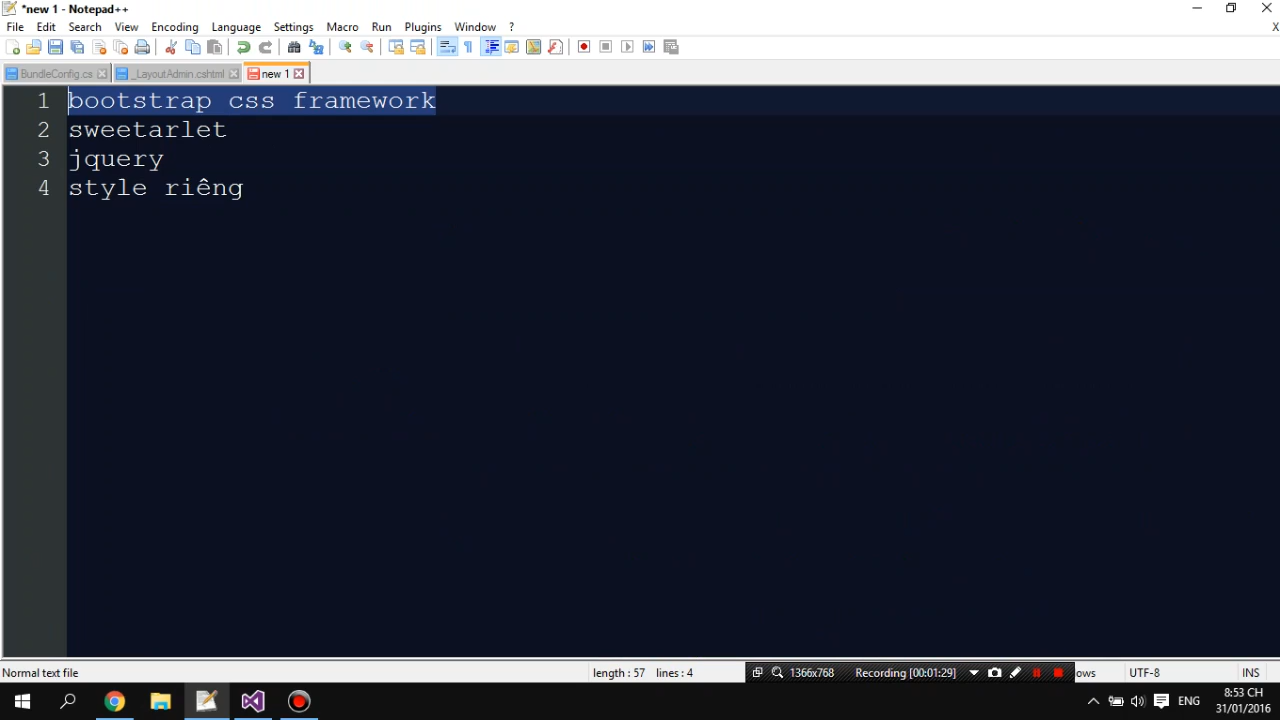 *new 1 - Notepad++
File Edit Search View Encoding Language Settings Macro Run Plugins Window ? X
BundleConfig.cs _LayoutAdmin.cshtml new 1
1 bootstrap css framework
2 sweetarlet
3 jquery
4 style riêng
Normal text file length : 57 lines : 4 1366x768 Recording [00:01:29] ows UTF-8 INS
ENG 8:53 CH
31/01/2016